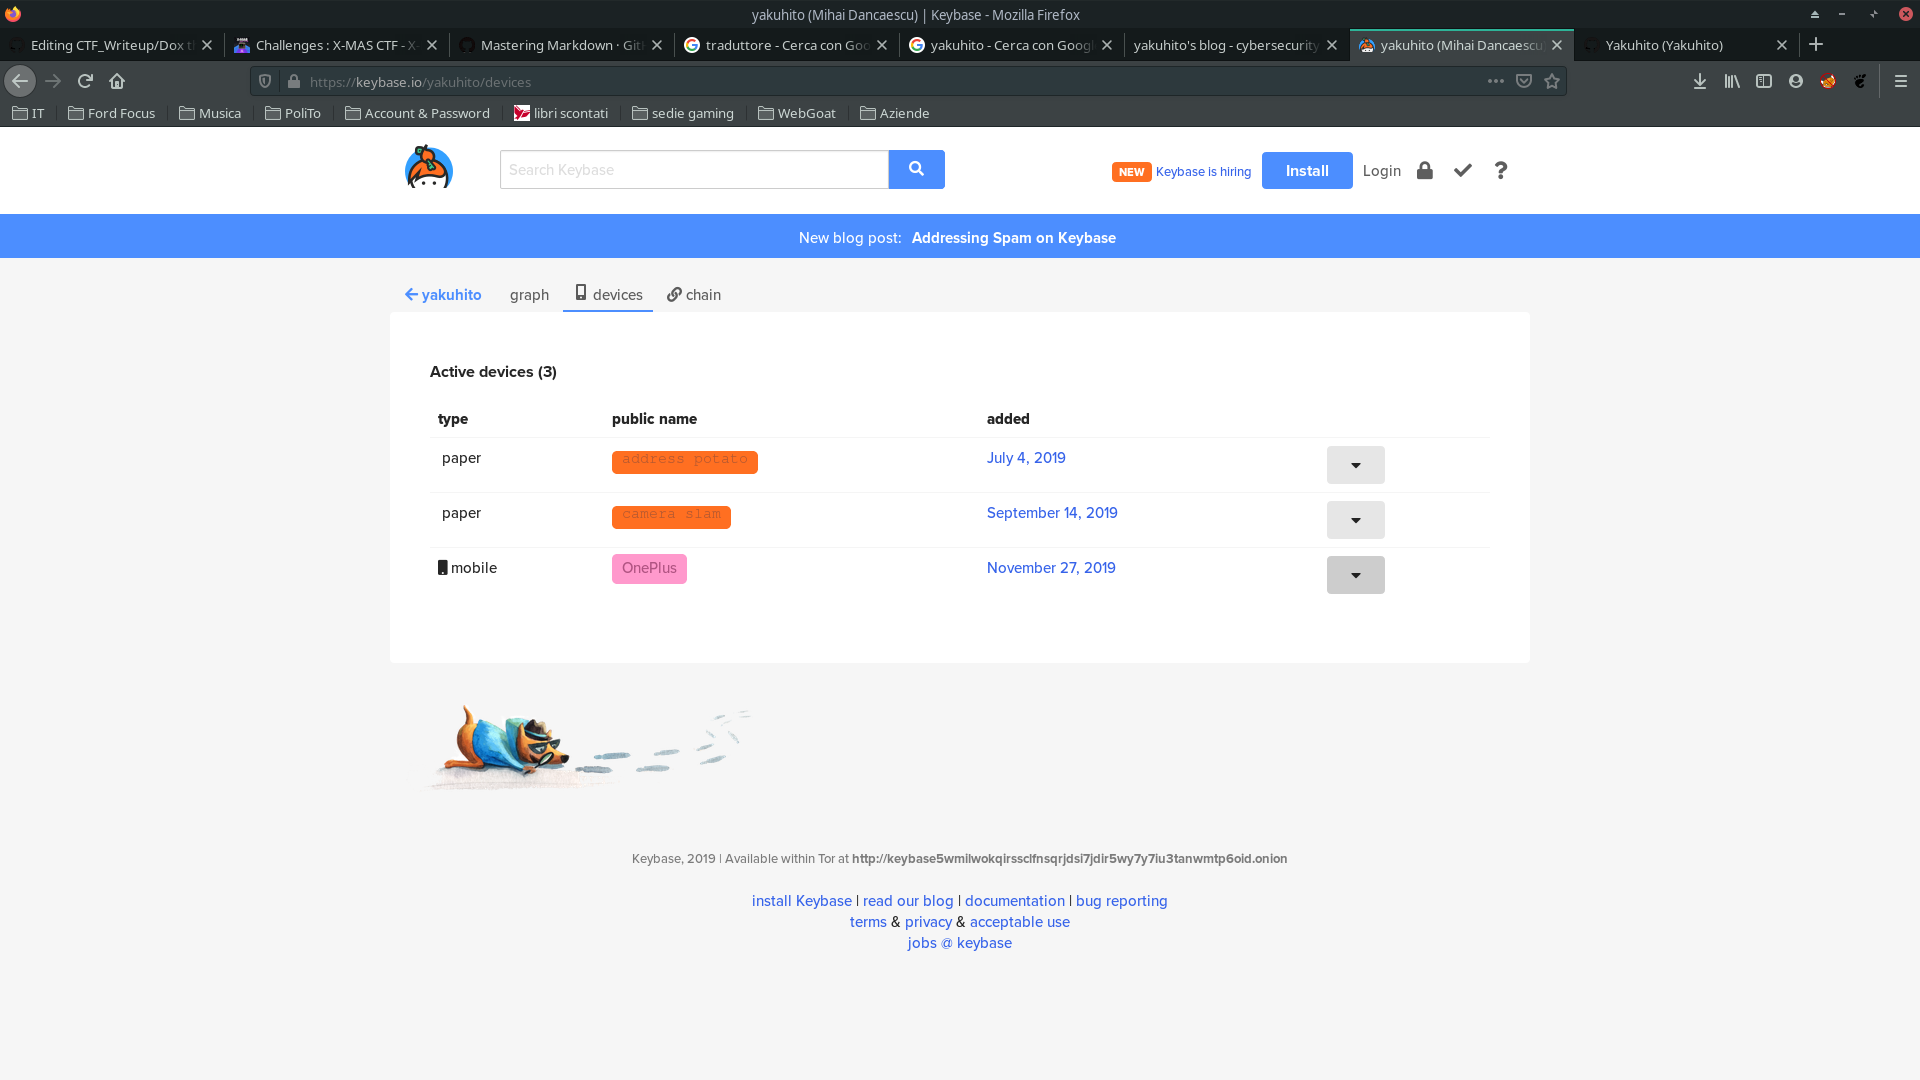 yakuhito (Mihai Dancaescu) | Keybase - Mozilla Firefox
Editing CTF_Writeup/Dox t
Challenges : X-MAS CTF - X-
Mastering Markdown · Git
traduttore - Cerca con Goo
yakuhito - Cerca con Googl
yakuhito's blog - cybersecurity
yakuhito (Mihai Dancaescu
Yakuhito (Yakuhito)
https://keybase.io/yakuhito/devices
IT
Ford Focus
Musica
PoliTo
Account & Password
libri scontati
sedie gaming
WebGoat
Aziende
Search Keybase
NEW Keybase is hiring
Install
Login
New blog post: Addressing Spam on Keybase
yakuhito
graph
devices
chain
Active devices (3)
type public name added
paper address potato July 4, 2019
paper camera slam September 14, 2019
mobile OnePlus November 27, 2019
Keybase, 2019 | Available within Tor at http://keybase5wmilwokqirssclfnsqrjdsi7jdir5wy7y7iu3tanwmtp6oid.onion
install Keybase | read our blog | documentation | bug reporting
terms & privacy & acceptable use
jobs @ keybase